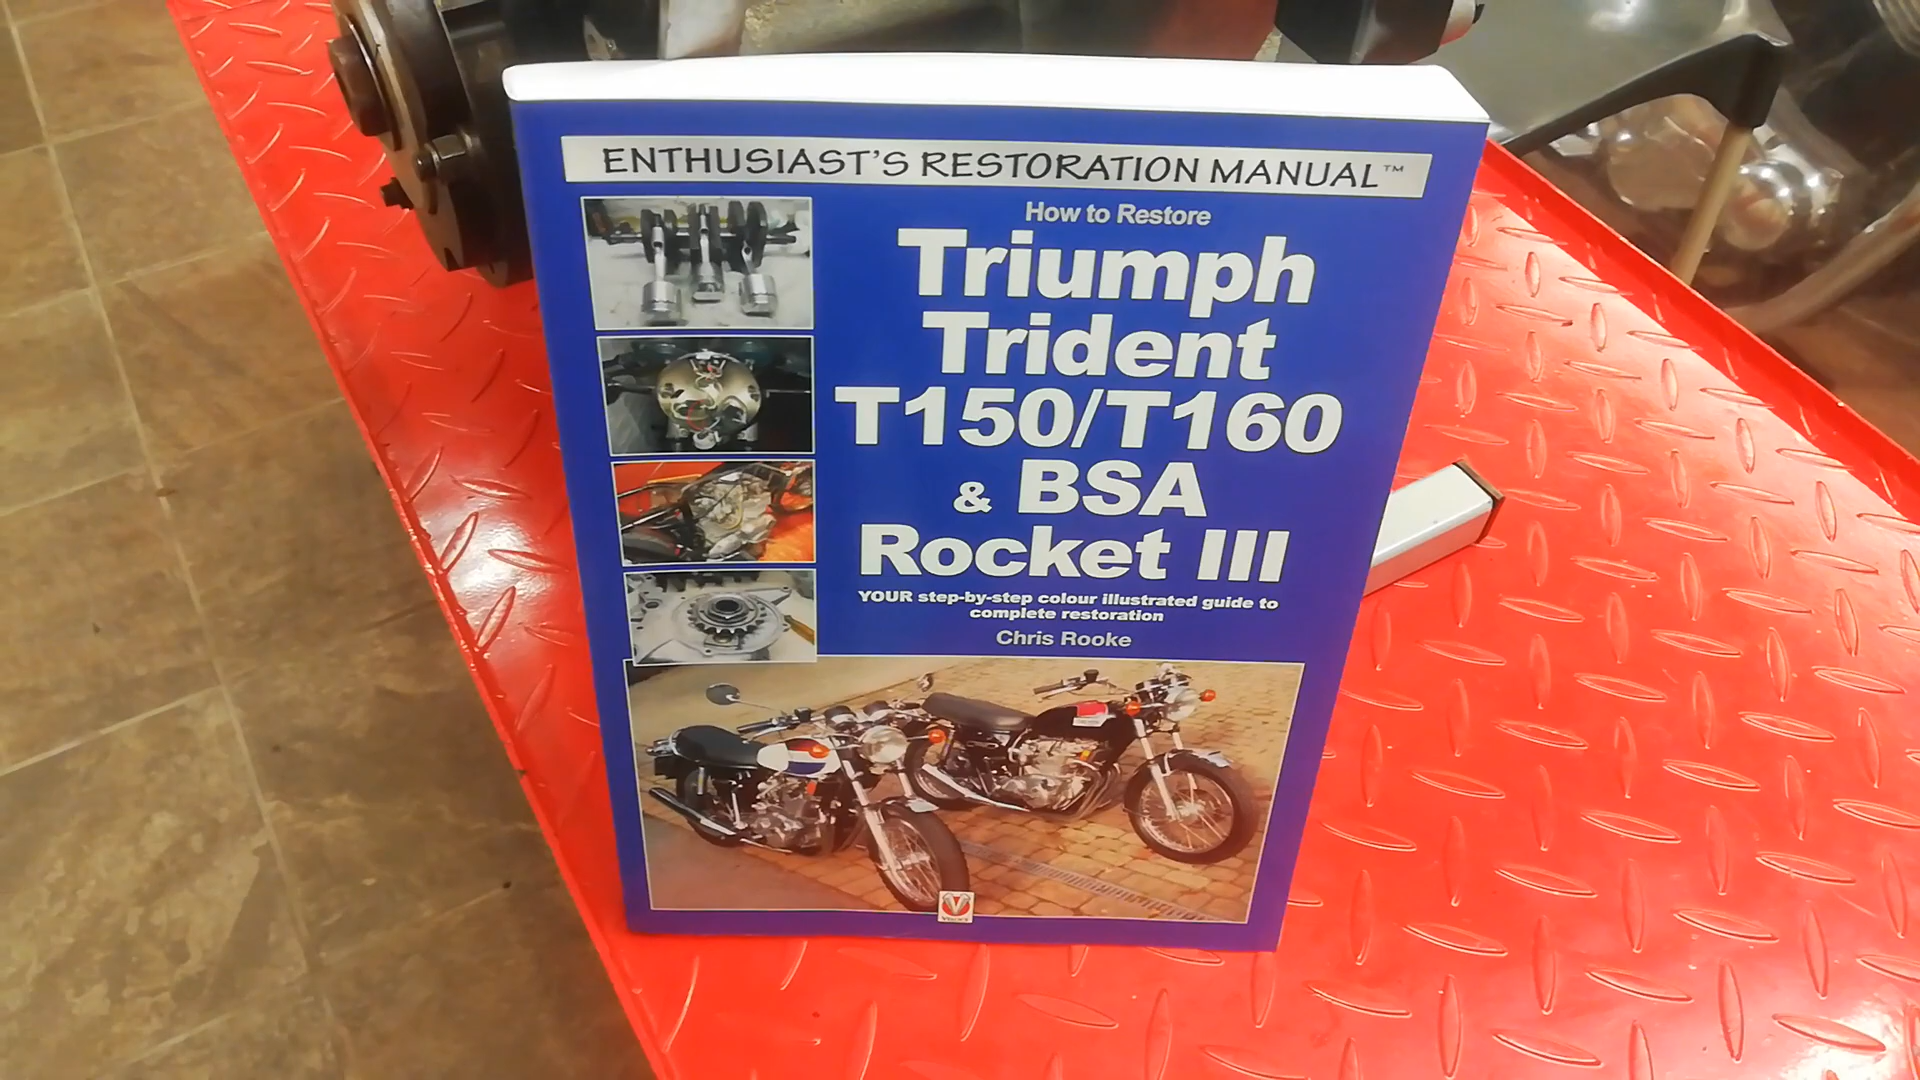 ENTHUSIAST'S RESTORATION MANUAL™
How to Restore
Triumph
Trident
T150/T160
& BSA
Rocket III
YOUR step-by-step colour illustrated guide to
complete restoration
Chris Rooke